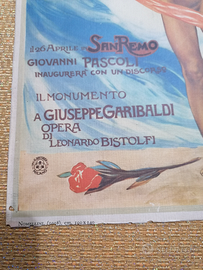 il 26 APRILE A SANREMO
GIOVANNI PASCOLI
INAUGURERÀ CON UN DISCORSO
IL MONUMENTO
A GIUSEPPE GARIBALDI
OPERA
DI LEONARDO BISTOLFI